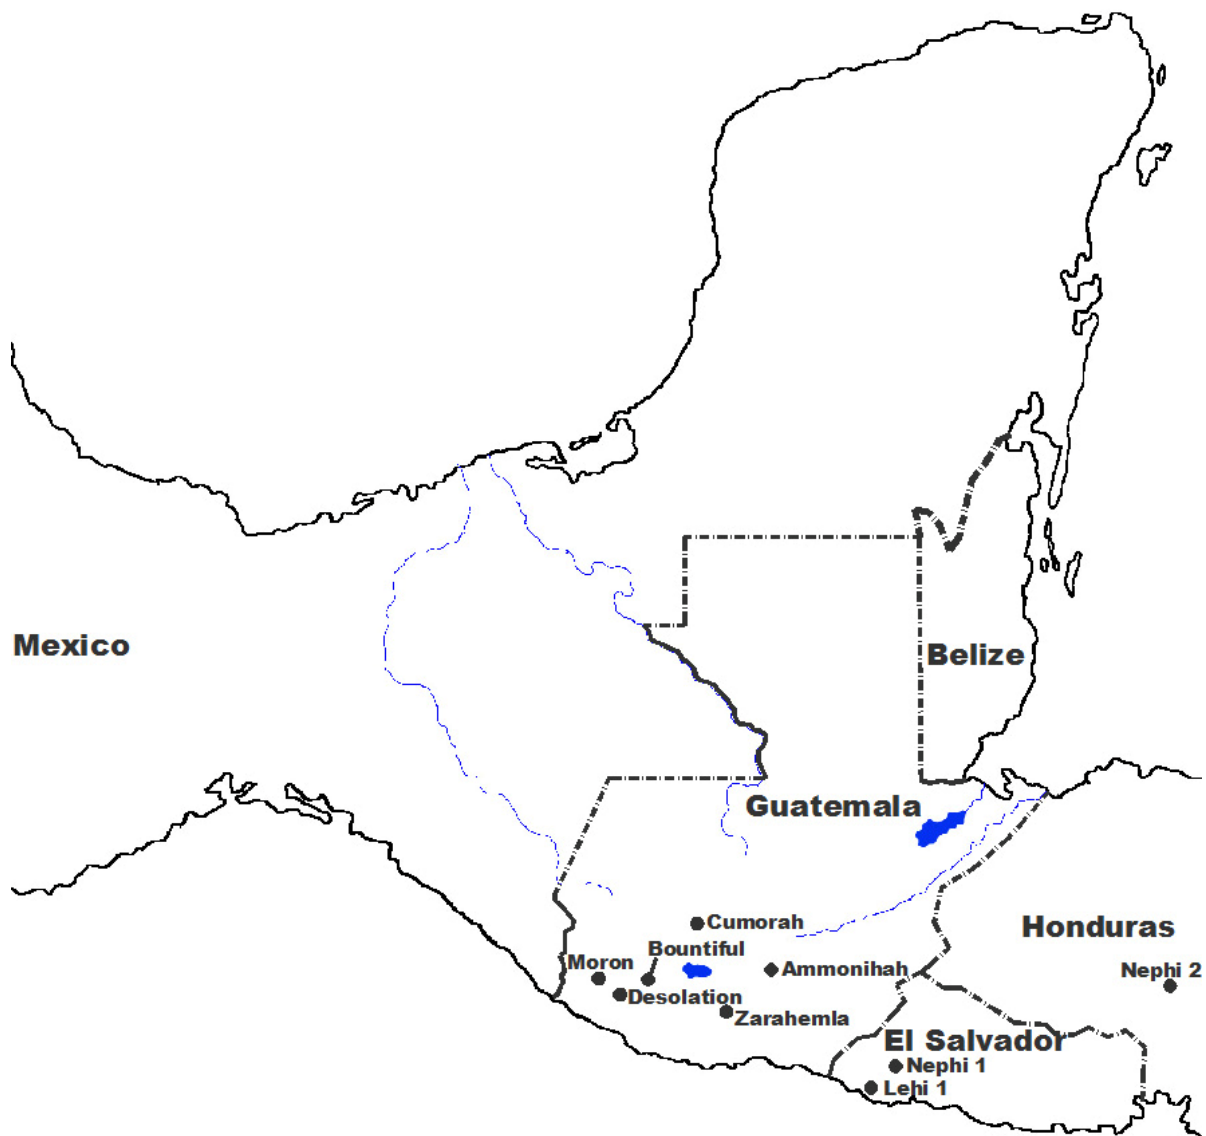 Mexico
Belize
Guatemala
Cumorah
Honduras
Bountiful
Moron
Ammonihah
Nephi 2
Desolation
Zarahemla
El Salvador
Nephi 1
Lehi 1